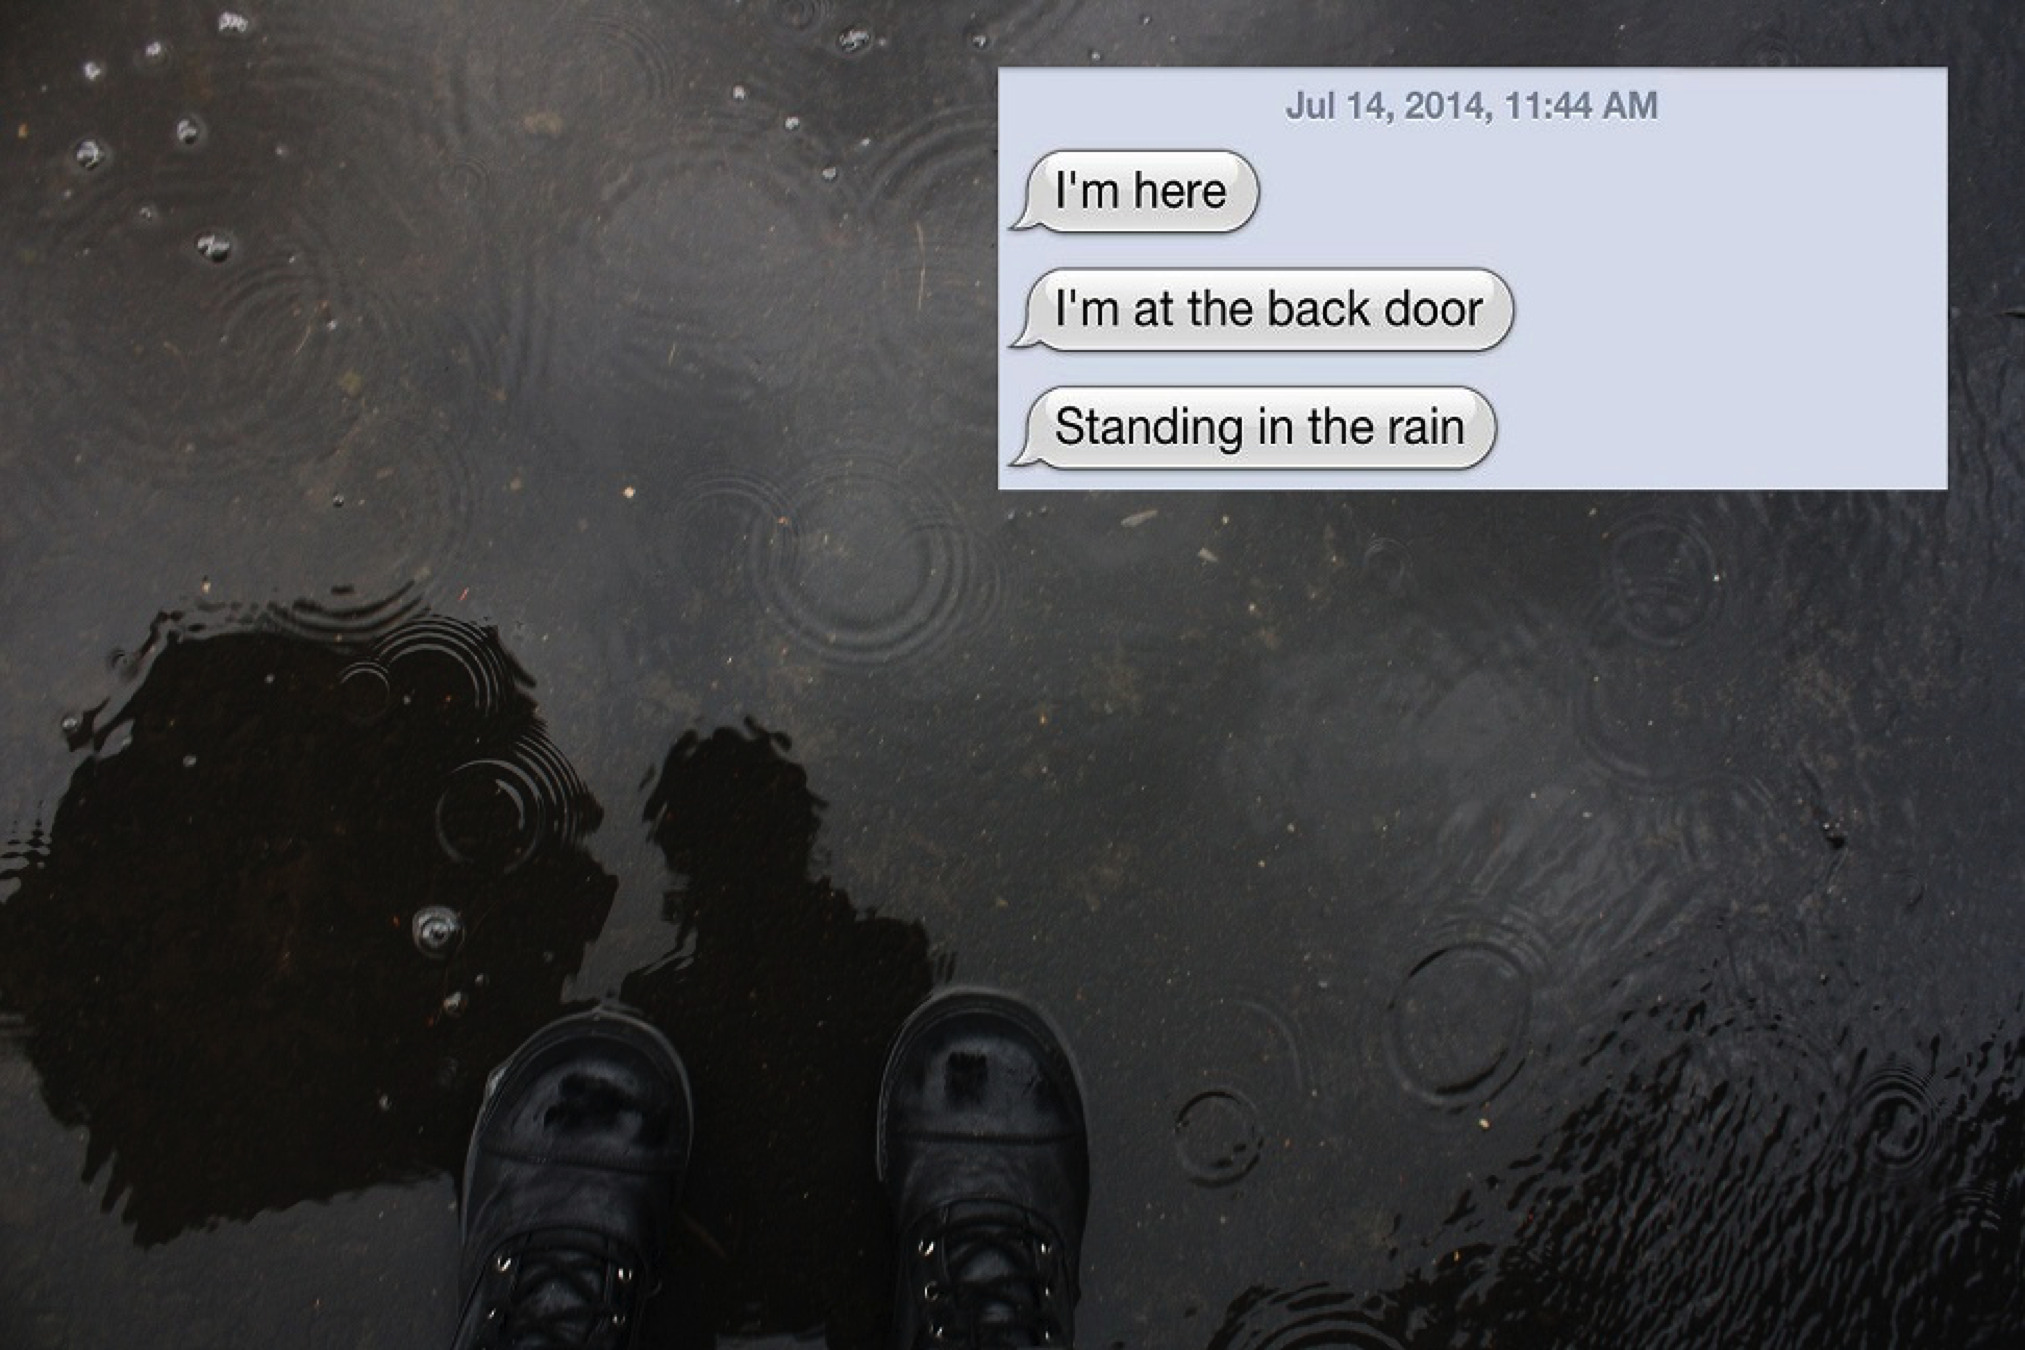 Jul 14, 2014, 11:44 AM
I'm here
I'm at the back door
Standing in the rain